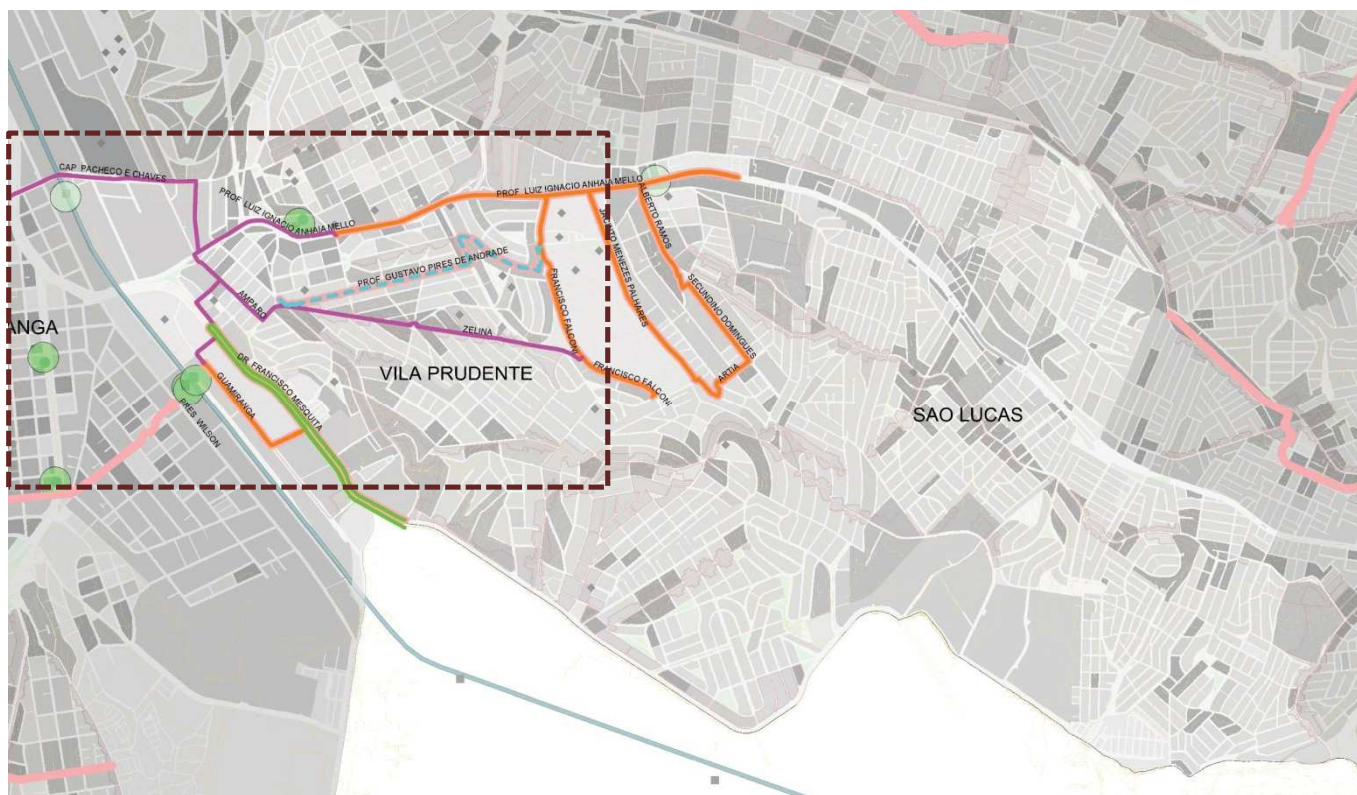 CAP PACHECO E CHAVES
PROF LUIZ IGNACIO ANHAIA MELLO
PROF LUIZ IGNACIO ANHAIA MELLO
ALBERTO RAMOS
JACINTO MENEZES PALHARES
PROF GUSTAVO PIRES DE ANDRADE
SECUNDINO DOMINGUES
AMPARO
FRANCISCO FALCONI
ANGA
ZELINA
DR. FRANCISCO MESQUITA
VILA PRUDENTE
FRANCISCO FALCONI
ARTIA
GUAMIRANGA
PRES. WILSON
SAO LUCAS